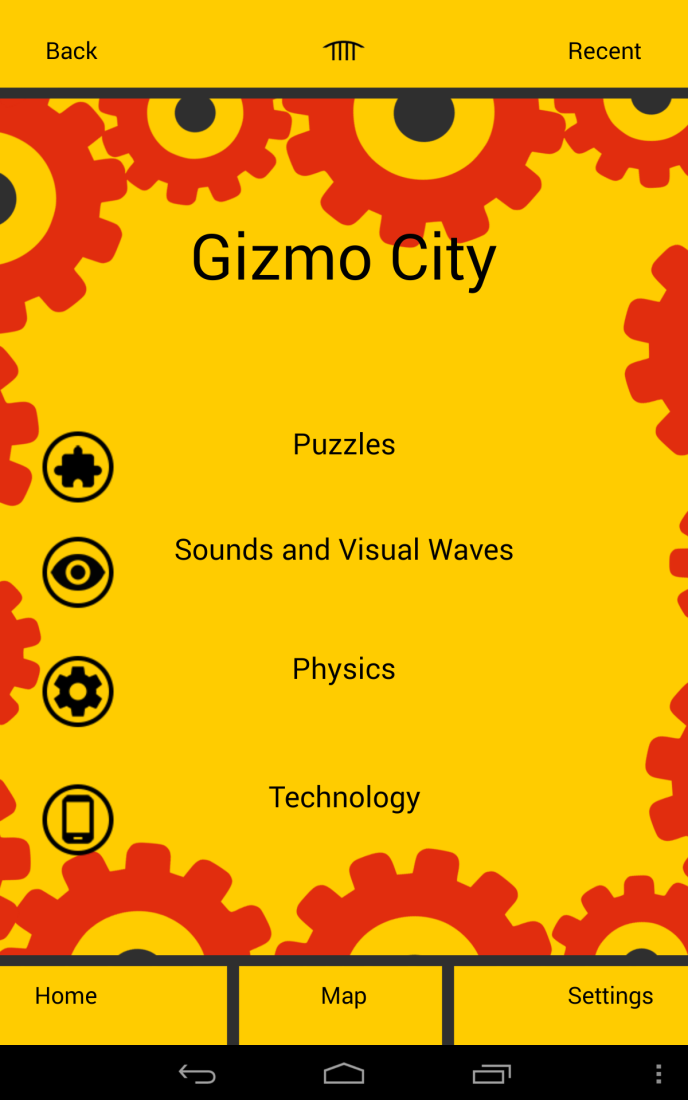 Back
Recent
Gizmo City
Puzzles
Sounds and Visual Waves
Physics
Technology
Home
Map
Settings